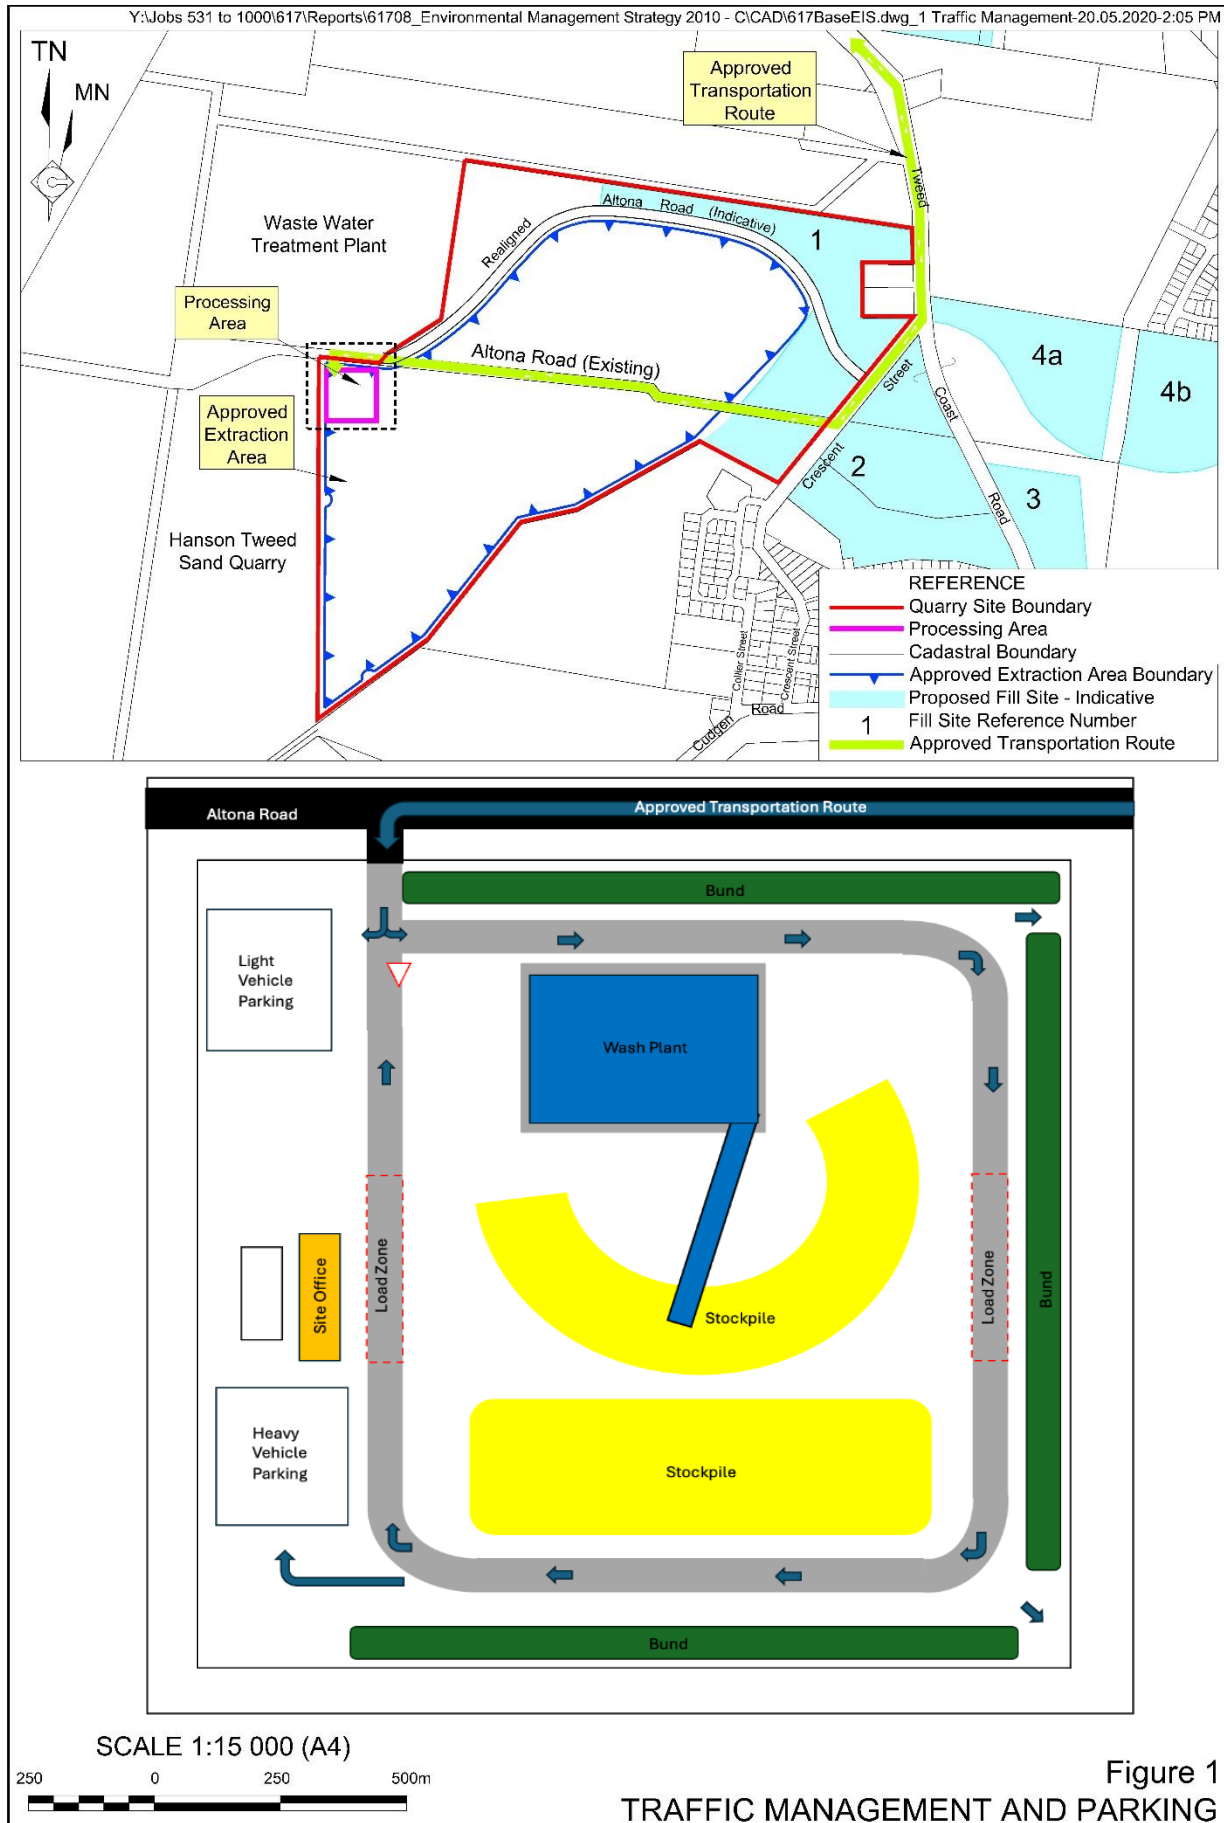 Y:\Jobs 531 to 1000\617\Reports\61708_Environmental Management Strategy 2010 - C\CAD\617BaseEIS.dwg_1 Traffic Management-20.05.2020-2:05 PM
TN
MN
Approved
Transportation
Route
Waste Water
Treatment Plant
Realigned
Altona Road (Indicative)
1
Tweed
Processing
Area
Altona Road (Existing)
Street
4a
4b
Approved
Extraction
Area
Coast
Crescent
2
Road
3
Hanson Tweed
Sand Quarry
Collier Street
Crescent Street
Cudgen
Road
REFERENCE
Quarry Site Boundary
Processing Area
Cadastral Boundary
Approved Extraction Area Boundary
Proposed Fill Site - Indicative
1 Fill Site Reference Number
Approved Transportation Route
Altona Road
Approved Transportation Route
Bund
Light
Vehicle
Parking
Wash Plant
Load Zone
Site Office
Stockpile
Load Zone
Bund
Heavy
Vehicle
Parking
Stockpile
Bund
SCALE 1:15 000 (A4)
250 0 250 500m
Figure 1
TRAFFIC MANAGEMENT AND PARKING